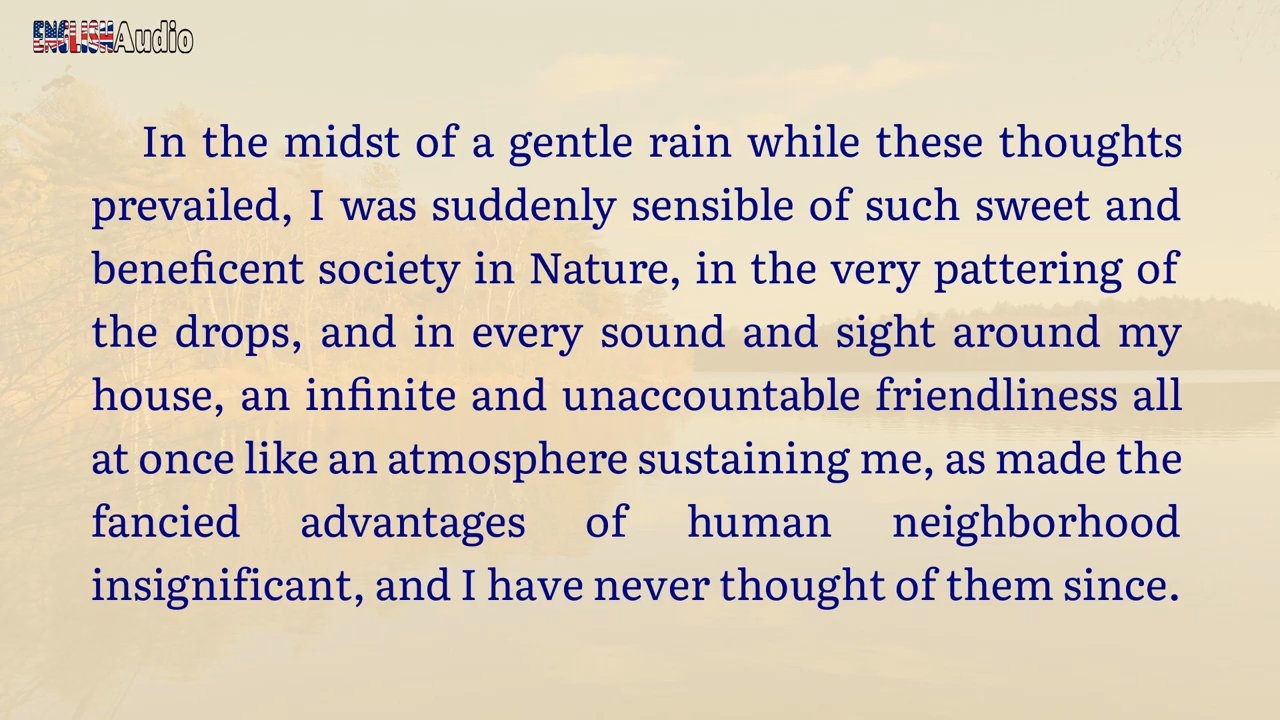 ENGLISHAudio
In the midst of a gentle rain while these thoughts
prevailed, I was suddenly sensible of such sweet and
beneficent society in Nature, in the very pattering of
the drops, and in every sound and sight around my
house, an infinite and unaccountable friendliness all
at once like an atmosphere sustaining me, as made the
fancied advantages of human neighborhood
insignificant, and I have never thought of them since.